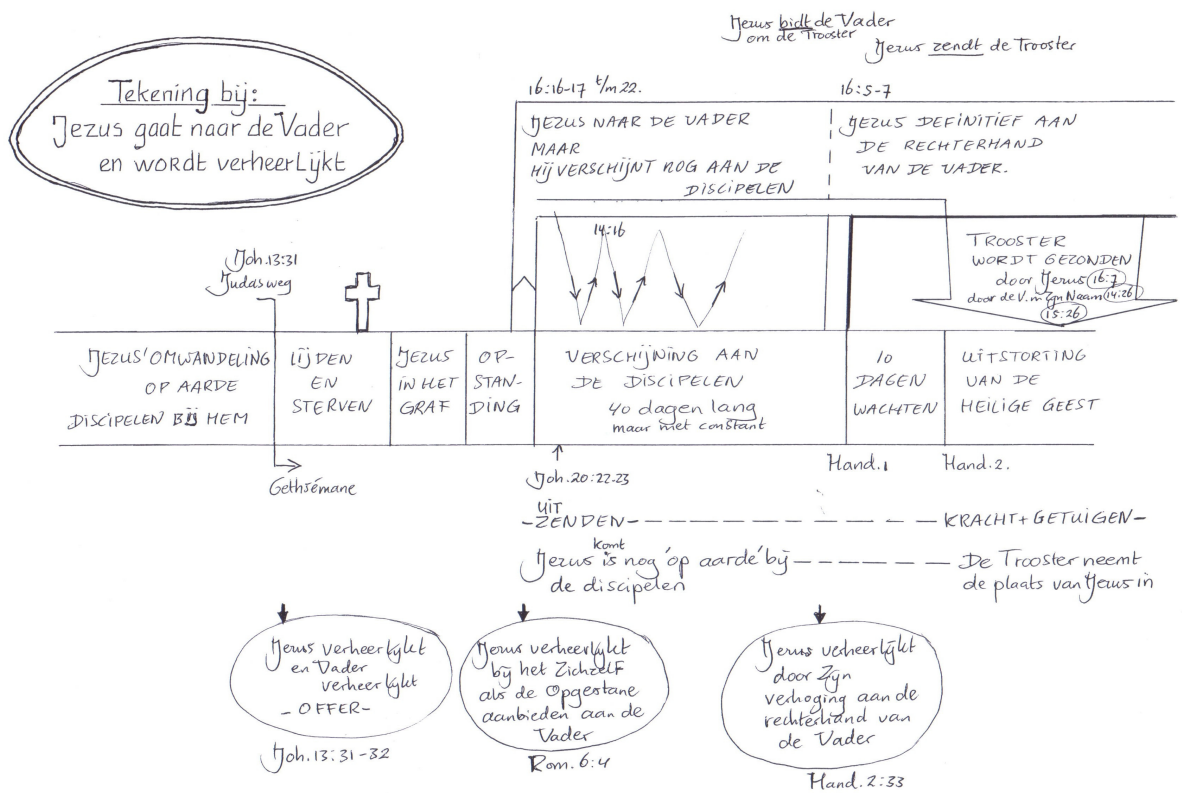 Tekening bij:
Jezus gaat naar de Vader
en wordt verheerlijkt
Jezus bidt de Vader
om de Trooster
Jezus zendt de Trooster
16:16-17 t/m 22.
16:5-7
JEZUS NAAR DE VADER
MAAR
HIJ VERSCHIJNT NOG AAN DE
DISCIPELEN
JEZUS DEFINITIEF AAN
DE RECHTERHAND
VAN DE VADER.
14:16
TROOSTER
WORDT GEZONDEN
door Jezus 16:7
door de V. in Zijn Naam 14:26
15:26
Joh. 13:31
Judas weg
JEZUS' OMWANDELING
OP AARDE
DISCIPELEN BIJ HEM
LIJDEN
EN
STERVEN
JEZUS
IN HET
GRAF
OP-
STAN-
DING
VERSCHIJNING AAN
DE DISCIPELEN
40 dagen lang
maar niet constant
10
DAGEN
WACHTEN
UITSTORTING
VAN DE
HEILIGE GEEST
Gethsémane
Joh. 20:22-23
Hand. 1
Hand. 2.
UIT
-ZENDEN- — — — — — — — — KRACHT + GETUIGEN-
komt
Jezus is nog 'op aarde' bij — — — — — —
de discipelen
De Trooster neemt
de plaats van Jezus in
Jezus verheerlijkt
en Vader
verheerlijkt
- OFFER -
Joh. 13:31-32
Jezus verheerlijkt
bij het Zichzelf
als de Opgestane
aanbieden aan de
Vader
Rom. 6:4
Jezus verheerlijkt
door Zijn
verhoging aan de
rechterhand van
de Vader
Hand. 2:33